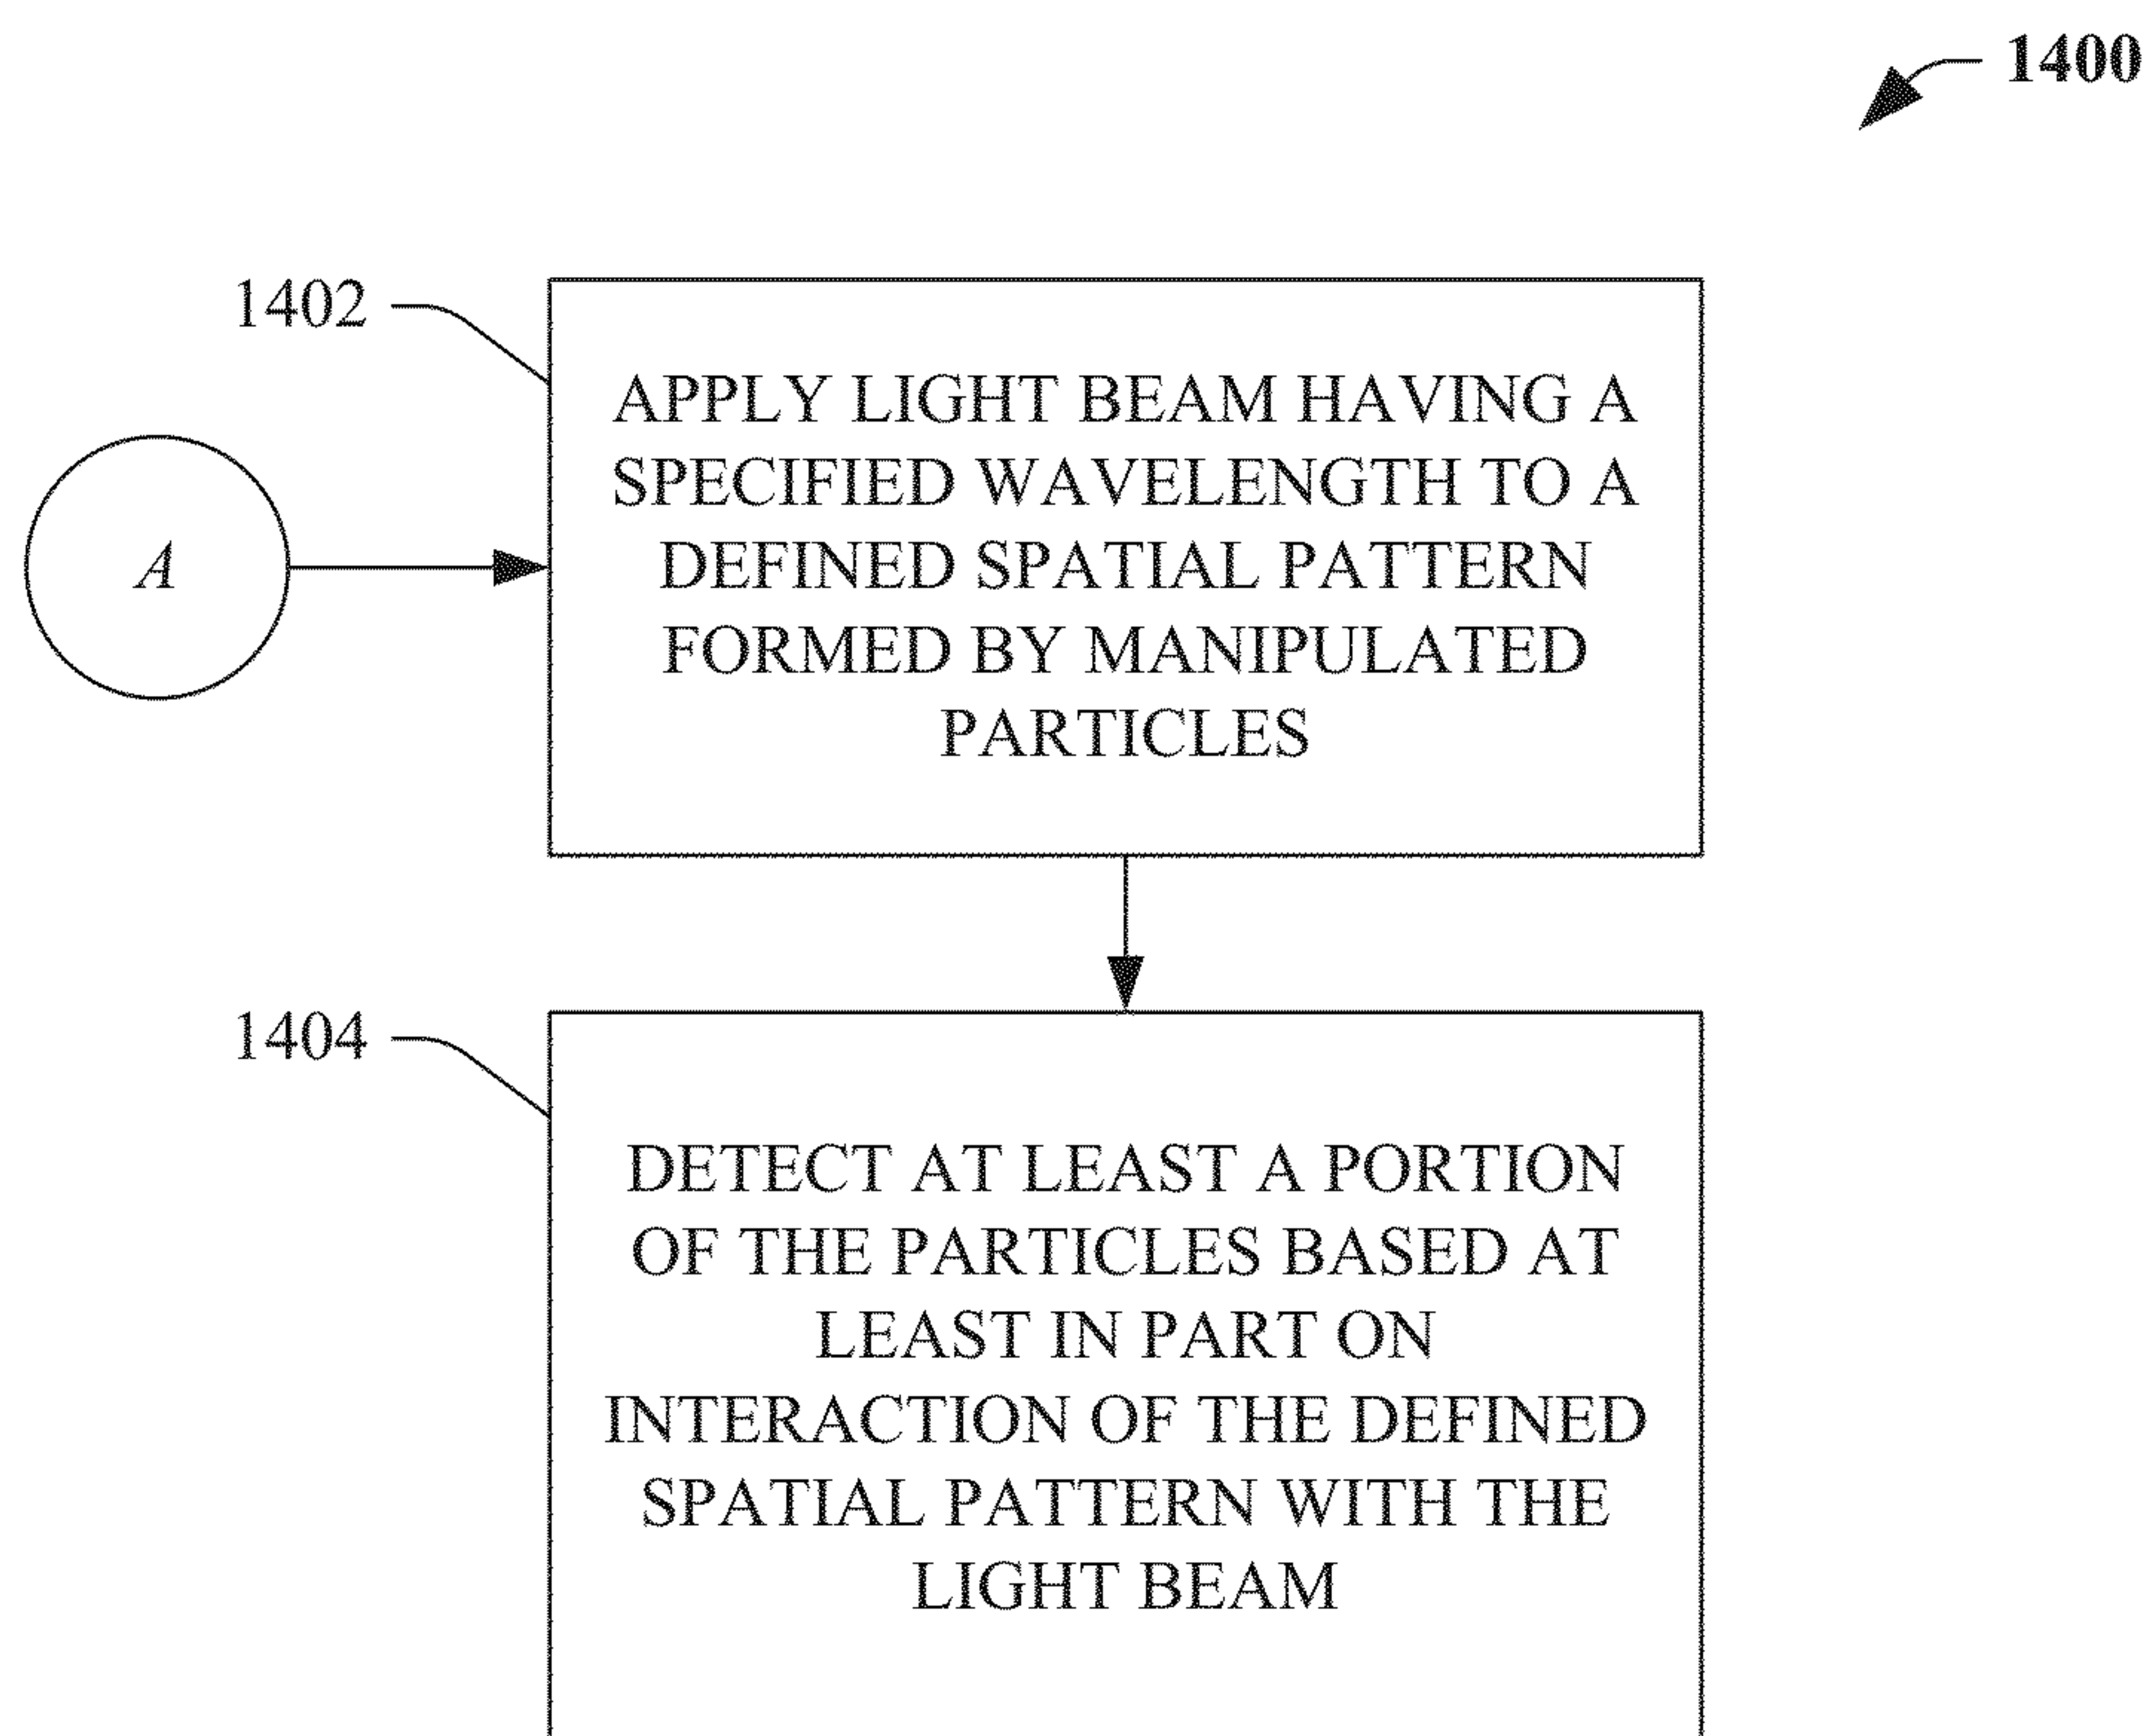 1400
1402
APPLY LIGHT BEAM HAVING A
SPECIFIED WAVELENGTH TO A
DEFINED SPATIAL PATTERN
FORMED BY MANIPULATED
PARTICLES
A
1404
DETECT AT LEAST A PORTION
OF THE PARTICLES BASED AT
LEAST IN PART ON
INTERACTION OF THE DEFINED
SPATIAL PATTERN WITH THE
LIGHT BEAM